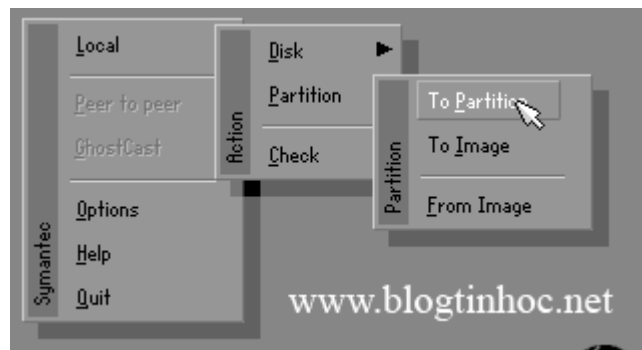 Symantec
Local
Peer to peer
GhostCast
Options
Help
Quit
Action
Disk
Partition
Check
Partition
To Partition
To Image
From Image
www.blogtinhoc.net